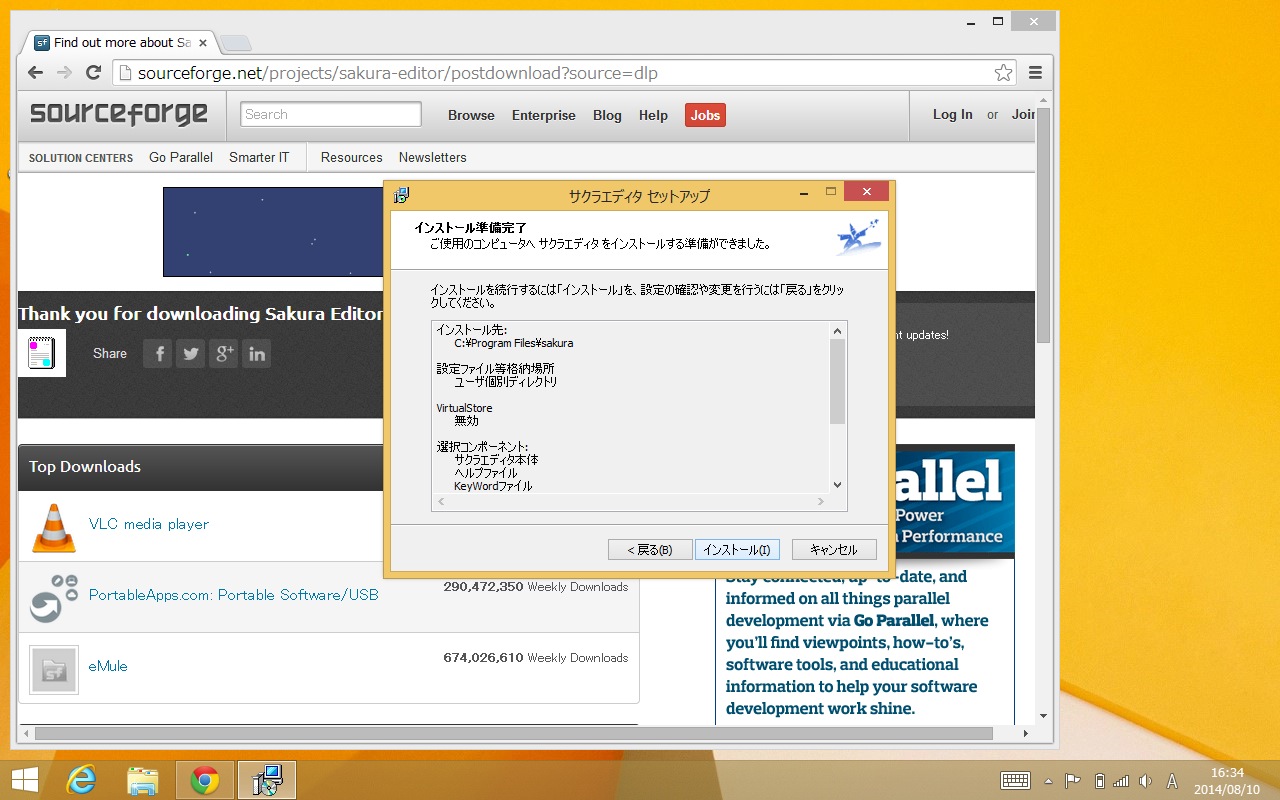 Find out more about Sa
sourceforge.net/projects/sakura-editor/postdownload?source=dlp
sourceforge
Search
Browse Enterprise Blog Help Jobs
Log In or Join
SOLUTION CENTERS Go Parallel Smarter IT Resources Newsletters
サクラエディタ セットアップ
インストール準備完了
ご使用のコンピュータへ サクラエディタ をインストールする準備ができました。
インストールを続行するには「インストール」を、設定の確認や変更を行うには「戻る」をクリッ
クしてください。
インストール先:
C:¥Program Files¥sakura
設定ファイル等格納場所
ユーザ個別ディレクトリ
VirtualStore
無効
選択コンポーネント:
サクラエディタ本体
ヘルプファイル
KeyWordファイル
< 戻る(B) インストール(I) キャンセル
Thank you for downloading Sakura Editor
Share
nt updates!
Top Downloads
VLC media player
PortableApps.com: Portable Software/USB
290,472,350 Weekly Downloads
eMule
674,026,610 Weekly Downloads
allel
Power
Performance
Stay connected, up-to-date, and
informed on all things parallel
development via Go Parallel, where
you'll find viewpoints, how-to's,
software tools, and educational
information to help your software
development work shine.
A
16:34
2014/08/10